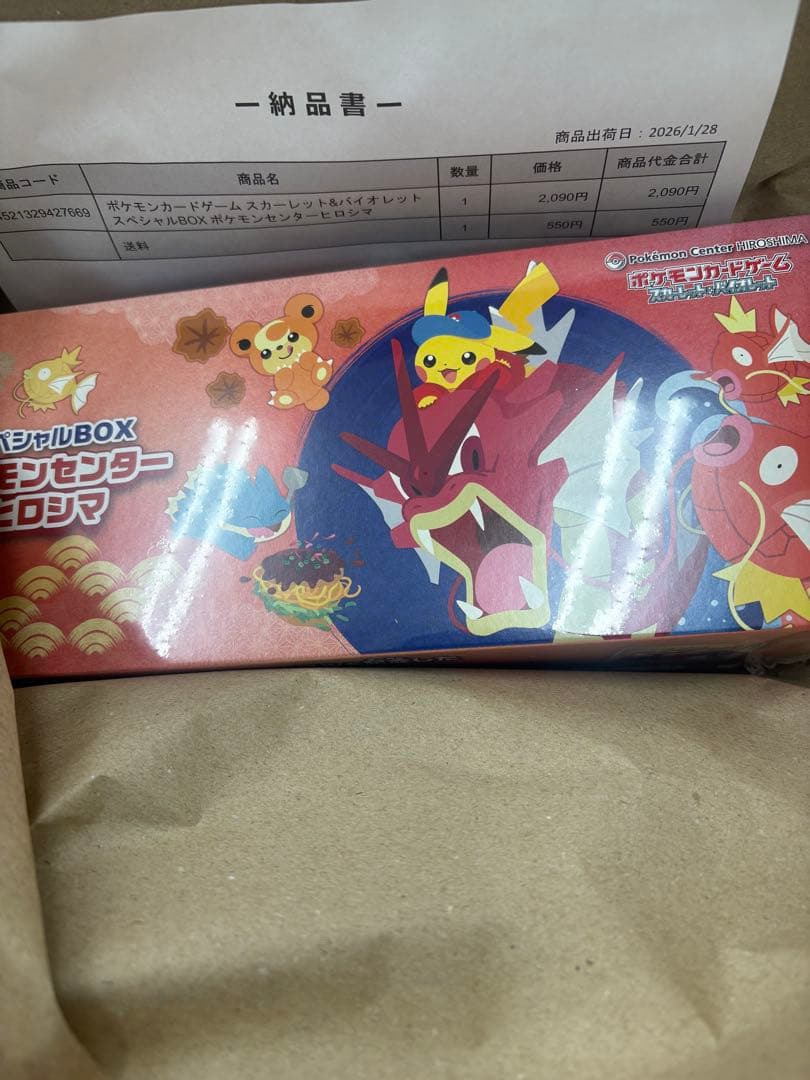 ー納品書ー
商品出荷日：2026/1/28
商品コード 商品名 数量 価格 商品代金合計
4521329427669 ポケモンカードゲーム スカーレット&バイオレット スペシャルBOX ポケモンセンターヒロシマ 1 2,090円 2,090円
送料 1 550円 550円
Pokémon Center HIROSHIMA
ポケモンカードゲーム
スカーレット&バイオレット
ペシャルBOX
モンセンター
ヒロシマ